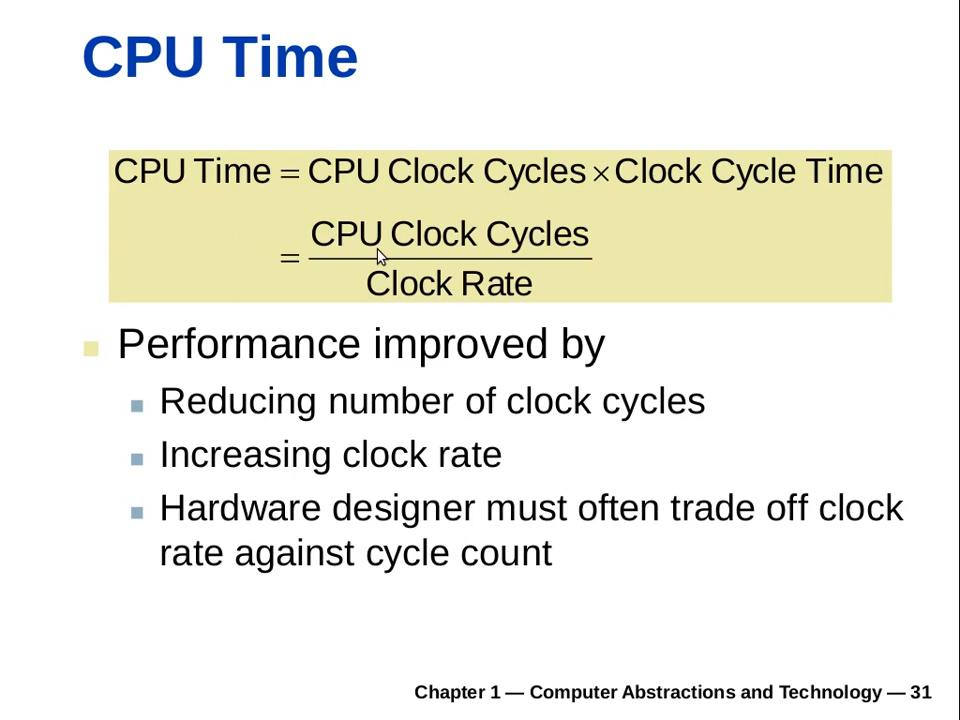 CPU Time
CPU Time = CPU Clock Cycles × Clock Cycle Time
= CPU Clock Cycles
Clock Rate
Performance improved by
Reducing number of clock cycles
Increasing clock rate
Hardware designer must often trade off clock
rate against cycle count
Chapter 1 — Computer Abstractions and Technology — 31